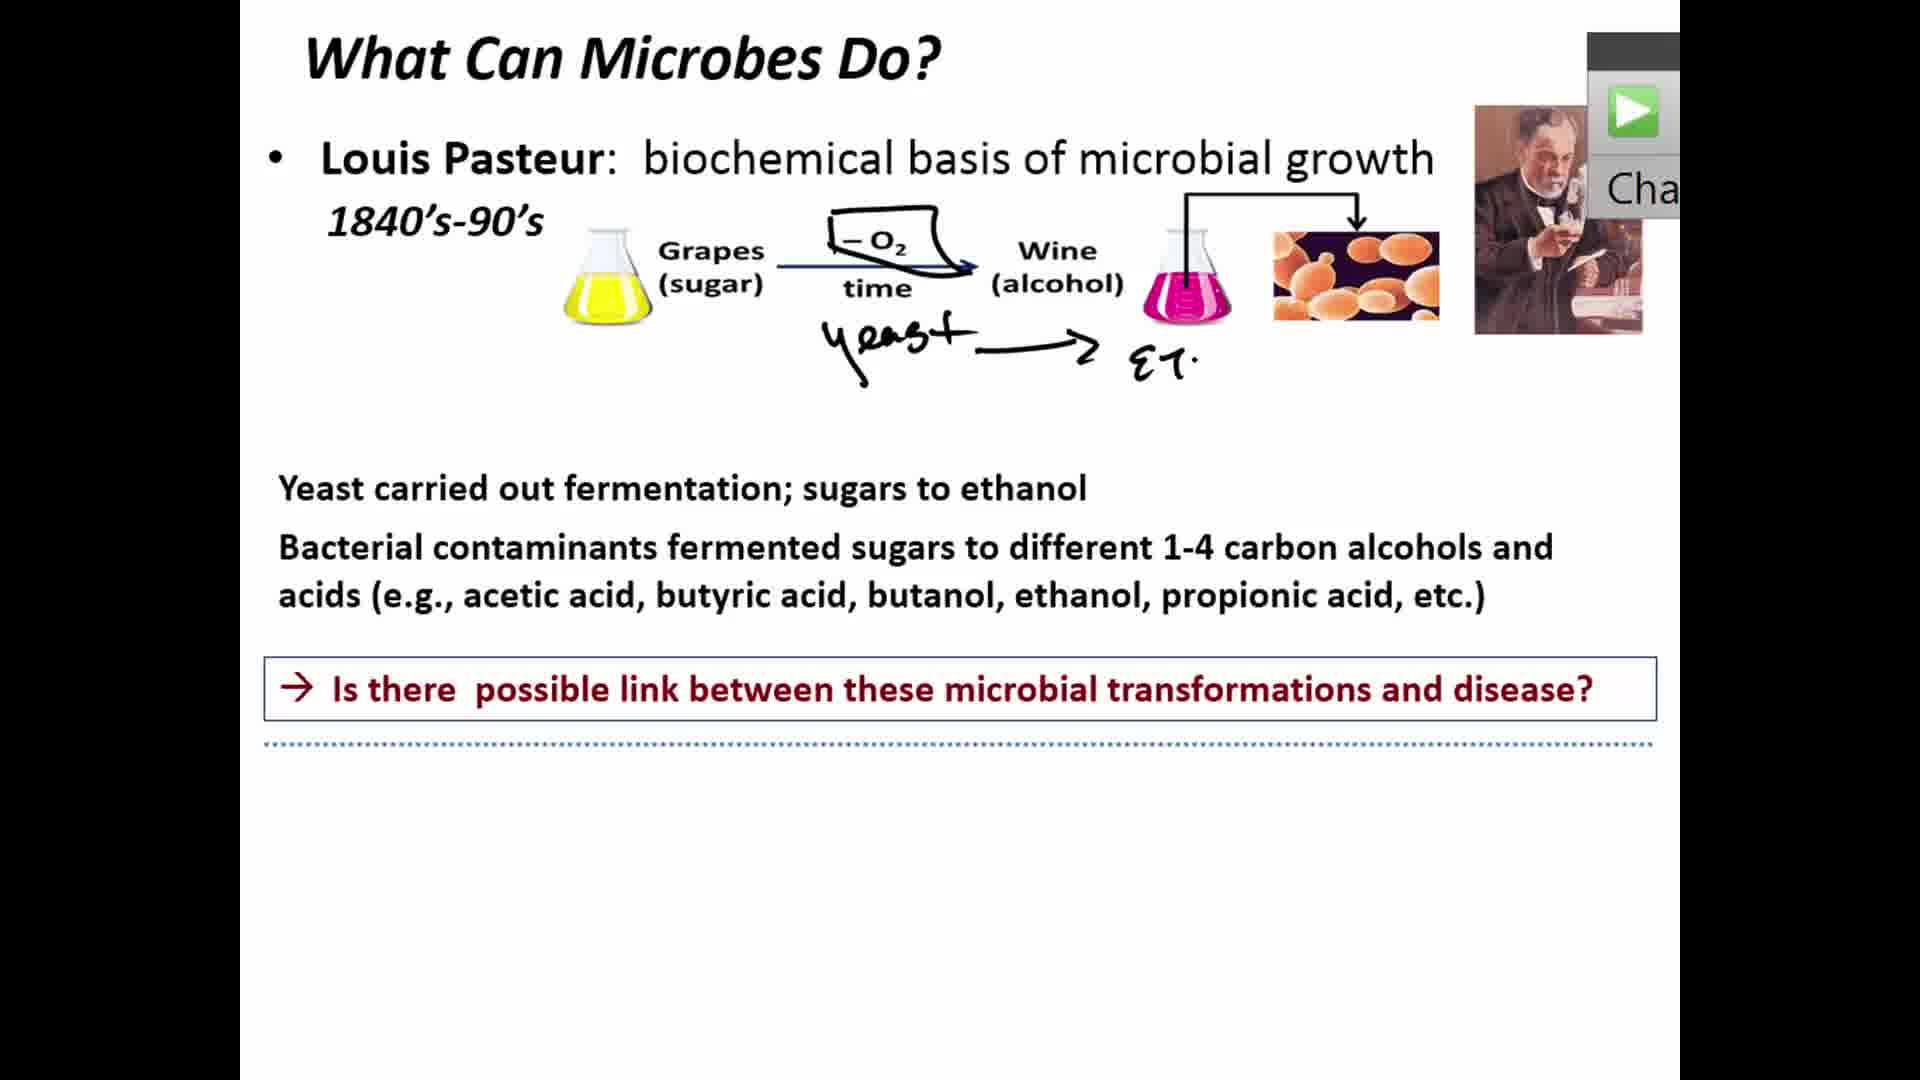 What Can Microbes Do?
• Louis Pasteur: biochemical basis of microbial growth
1840’s-90’s
Grapes
(sugar)
– O₂
time
Wine
(alcohol)
yeast
ET.
Cha
Yeast carried out fermentation; sugars to ethanol
Bacterial contaminants fermented sugars to different 1-4 carbon alcohols and
acids (e.g., acetic acid, butyric acid, butanol, ethanol, propionic acid, etc.)
→ Is there possible link between these microbial transformations and disease?